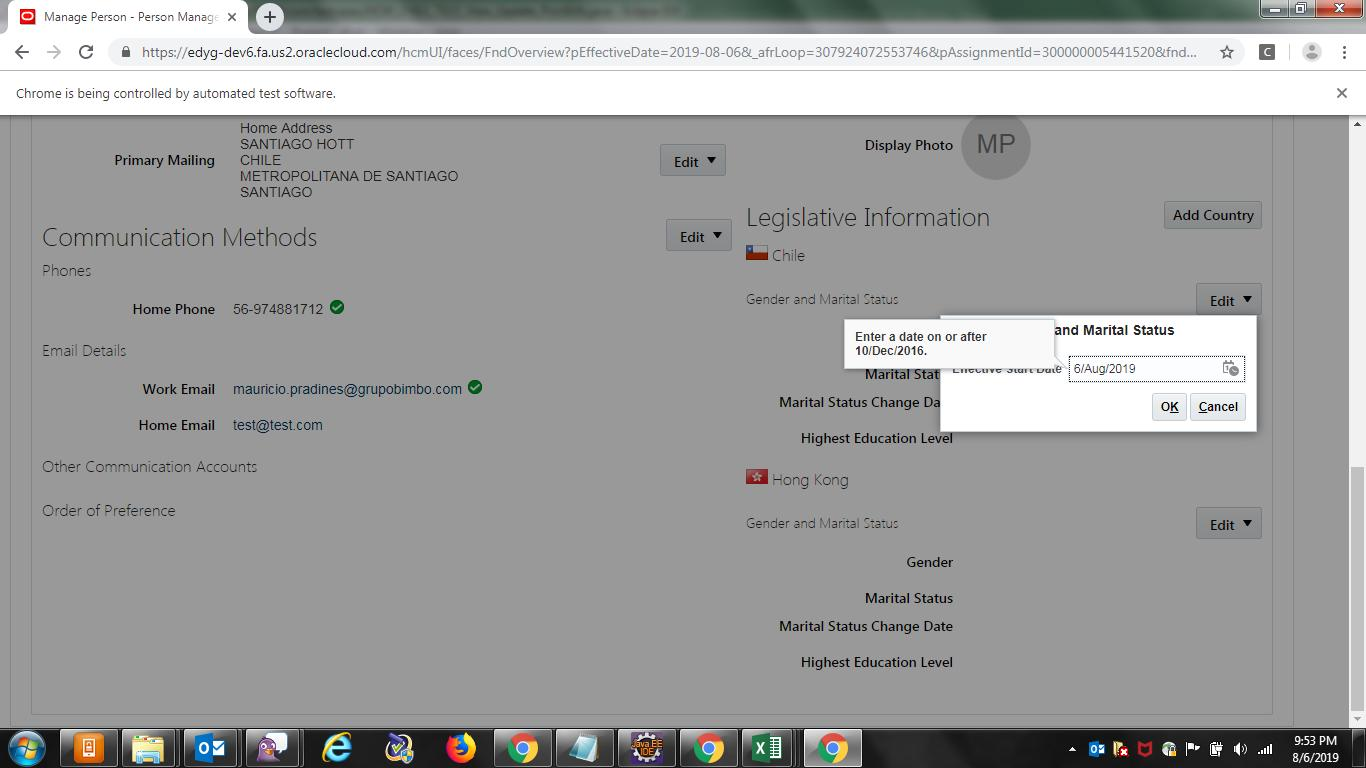 Manage Person - Person Manage
https://edyg-dev6.fa.us2.oraclecloud.com/hcmUI/faces/FndOverview?pEffectiveDate=2019-08-06&_afrLoop=307924072553746&pAssignmentId=300000005441520&fnd...
C
Chrome is being controlled by automated test software.
Home Address
SANTIAGO HOTT
Primary Mailing
CHILE
METROPOLITANA DE SANTIAGO
SANTIAGO
Edit
Display Photo
MP
Communication Methods
Edit
Phones
Home Phone
56-974881712
Email Details
Work Email
mauricio.pradines@grupobimbo.com
Home Email
test@test.com
Other Communication Accounts
Order of Preference
Legislative Information
Add Country
Chile
Gender and Marital Status
Edit
and Marital Status
Enter a date on or after
10/Dec/2016.
Effective Start Date
6/Aug/2019
OK
Cancel
Marital Stat
Marital Status Change Da
Highest Education Level
Hong Kong
Gender and Marital Status
Edit
Gender
Marital Status
Marital Status Change Date
Highest Education Level
Java EE
IDE
9:53 PM
8/6/2019